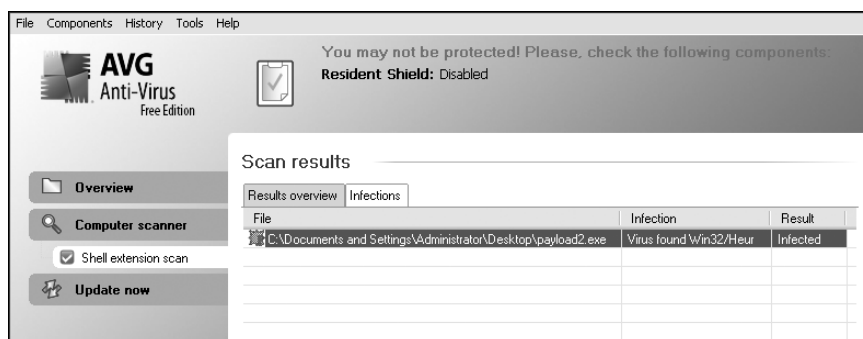 File Components History Tools Help
AVG
Anti-Virus
Free Edition
You may not be protected! Please, check the following components:
Resident Shield: Disabled
Overview
Computer scanner
Shell extension scan
Update now
Scan results
Results overview Infections
File Infection Result
C:\Documents and Settings\Administrator\Desktop\payload2.exe Virus found Win32/Heur Infected